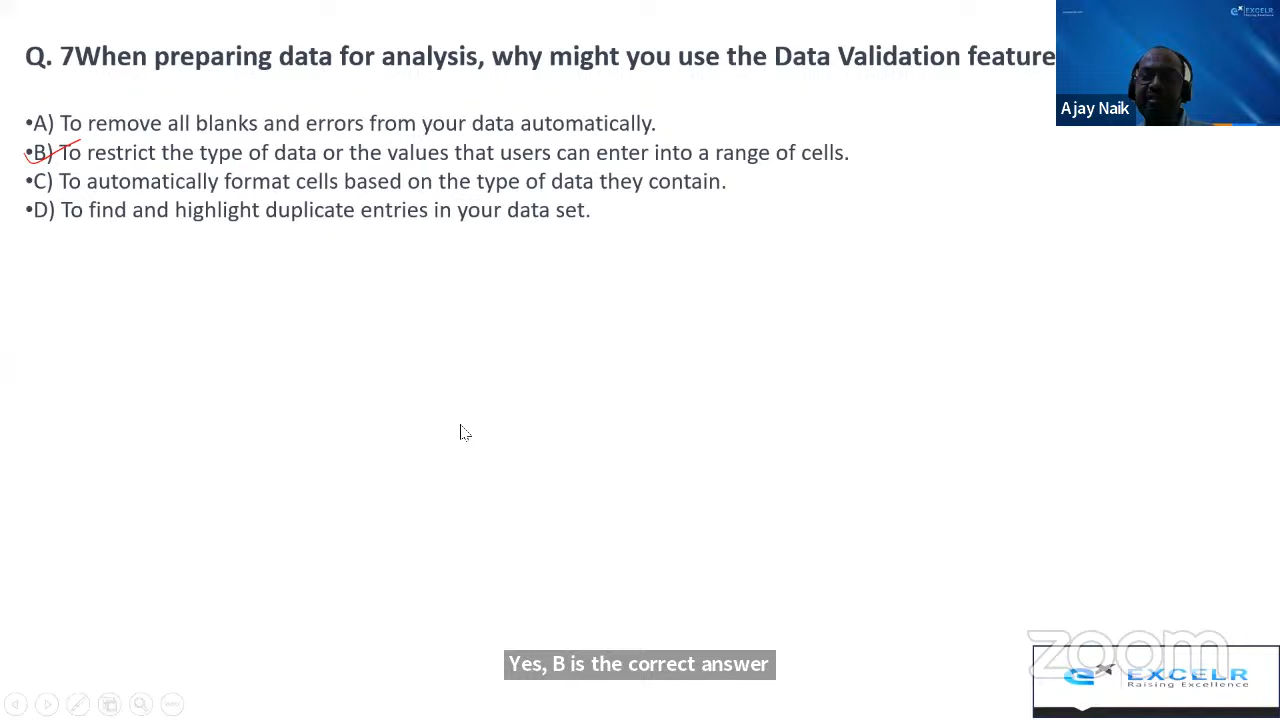 Q. 7When preparing data for analysis, why might you use the Data Validation feature
•A) To remove all blanks and errors from your data automatically.
•B) To restrict the type of data or the values that users can enter into a range of cells.
•C) To automatically format cells based on the type of data they contain.
•D) To find and highlight duplicate entries in your data set.
EXCELR
Raising Excellence
Ajay Naik
Yes, B is the correct answer
zoom
EXCELR
Raising Excellence